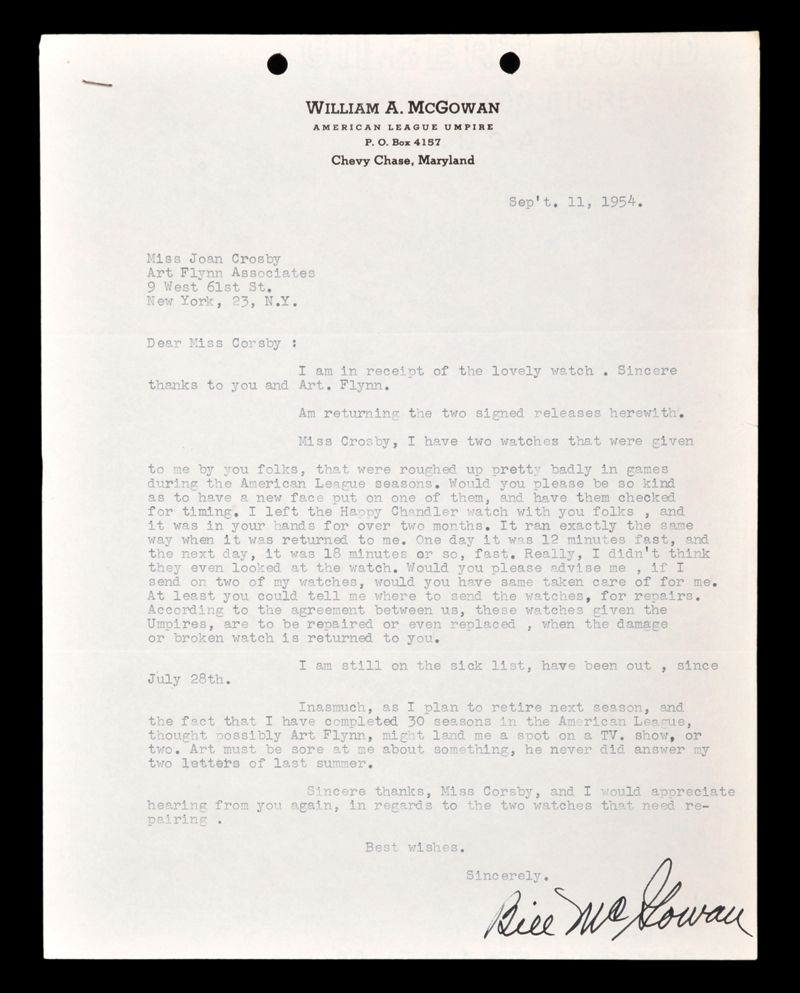 WILLIAM A. MCGOWAN
AMERICAN LEAGUE UMPIRE
P. O. Box 4157
Chevy Chase, Maryland
Sep't. 11, 1954.
Miss Joan Crosby
Art Flynn Associates
9 West 61st St.
New York, 23, N.Y.
Dear Miss Corsby :
I am in receipt of the lovely watch . Sincere
thanks to you and Art. Flynn.
Am returning the two signed releases herewith.
Miss Crosby, I have two watches that were given
to me by you folks, that were roughed up pretty badly in games
during the American League seasons. Would you please be so kind
as to have a new face put on one of them, and have them checked
for timing. I left the Happy Chandler watch with you folks , and
it was in your hands for over two months. It ran exactly the same
way when it was returned to me. One day it was 12 minutes fast, and
the next day, it was 18 minutes or so, fast. Really, I didn't think
they even looked at the watch. Would you please advise me , if I
send on two of my watches, would you have same taken care of for me.
At least you could tell me where to send the watches, for repairs.
According to the agreement between us, these watches given the
Umpires, are to be repaired or even replaced , when the damage
or broken watch is returned to you.
I am still on the sick list, have been out , since
July 28th.
Inasmuch, as I plan to retire next season, and
the fact that I have completed 30 seasons in the American League,
thought possibly Art Flynn, might land me a spot on a TV. show, or
two. Art must be sore at me about something, he never did answer my
two letters of last summer.
Sincere thanks, Miss Corsby, and I would appreciate
hearing from you again, in regards to the two watches that need re-
pairing .
Best wishes.
Sincerely.
Bill McGowan